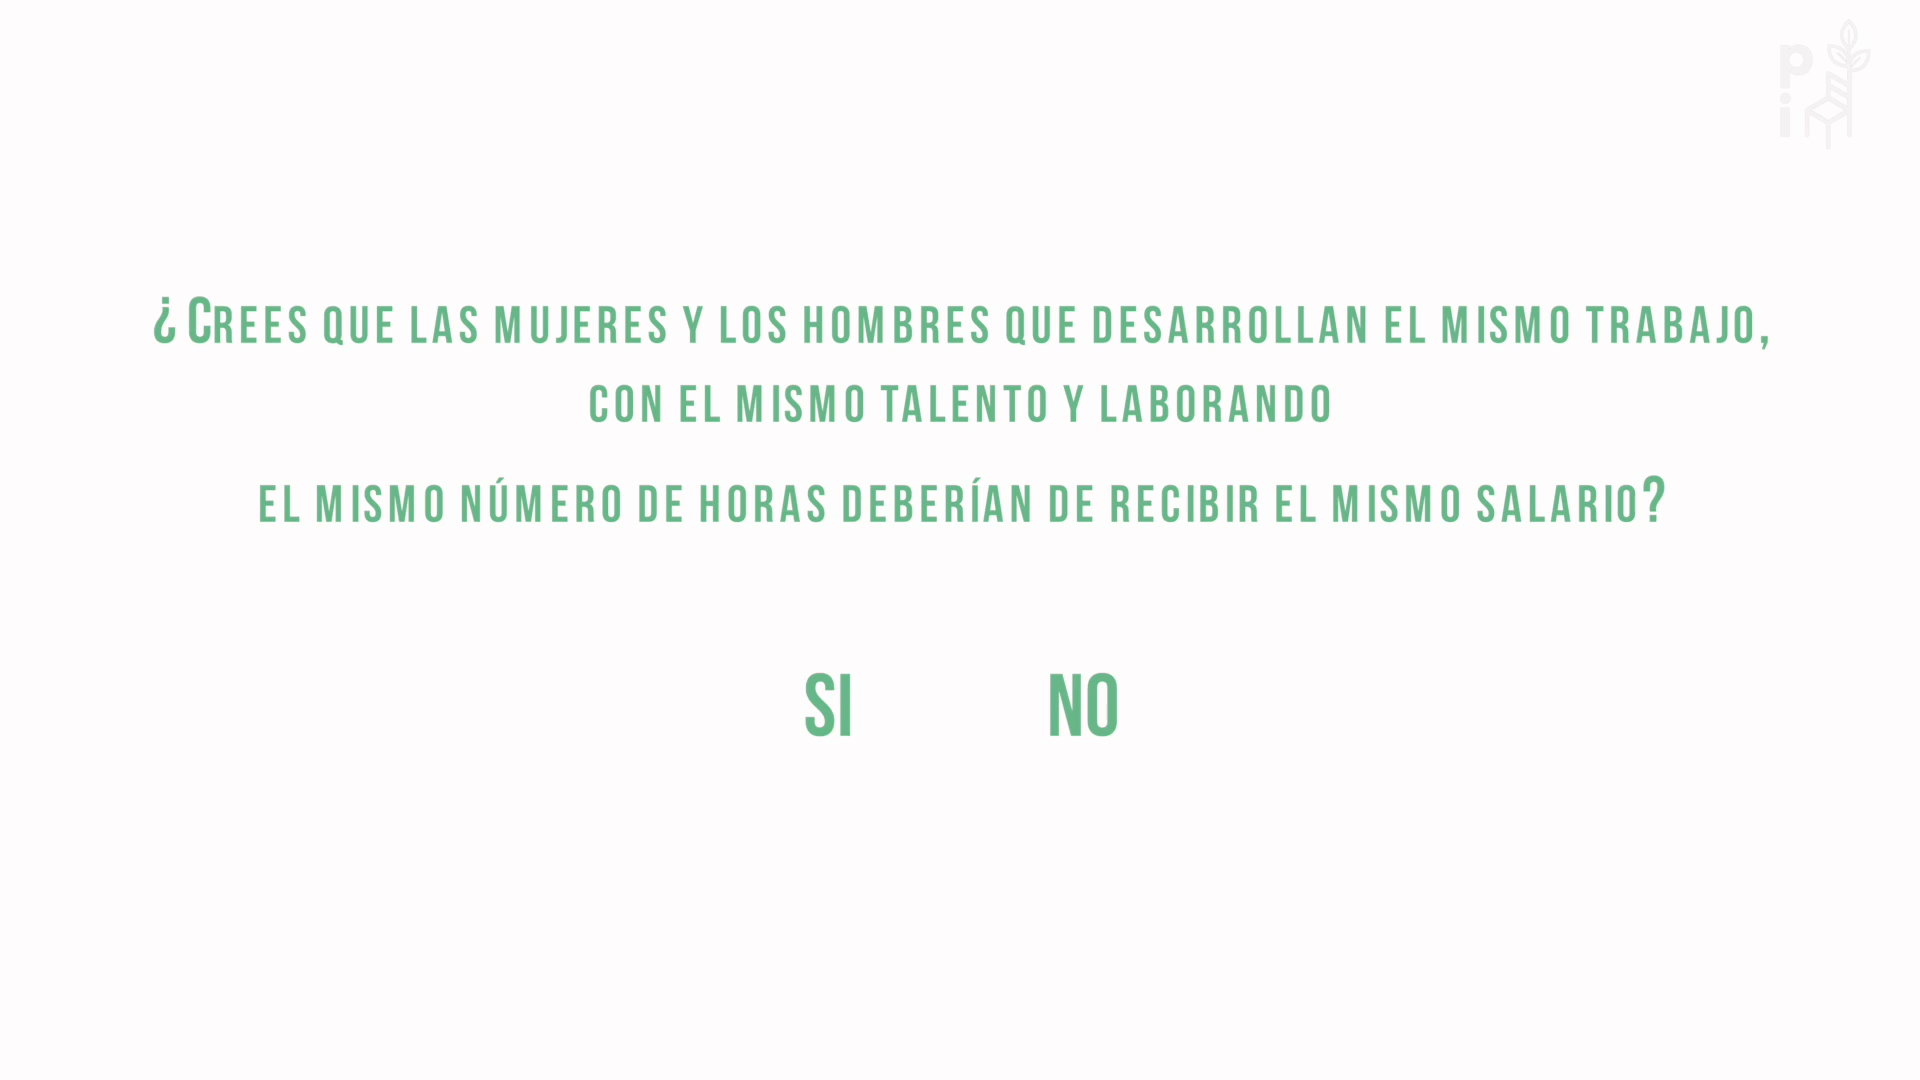 p
i
¿Crees que las mujeres y los hombres que desarrollan el mismo trabajo,
con el mismo talento y laborando
el mismo número de horas deberían de recibir el mismo salario?
SI NO